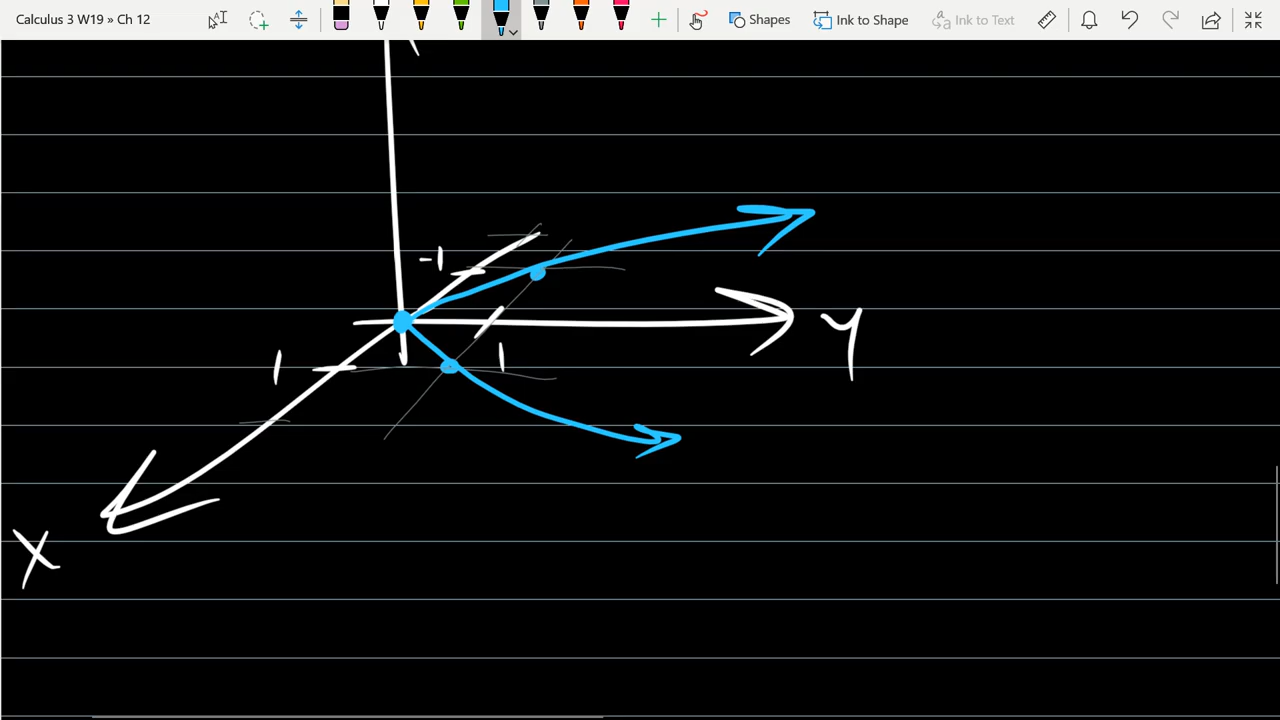 Calculus 3 W19 » Ch 12
Shapes
Ink to Shape
Ink to Text
-1
Y
1
1
X